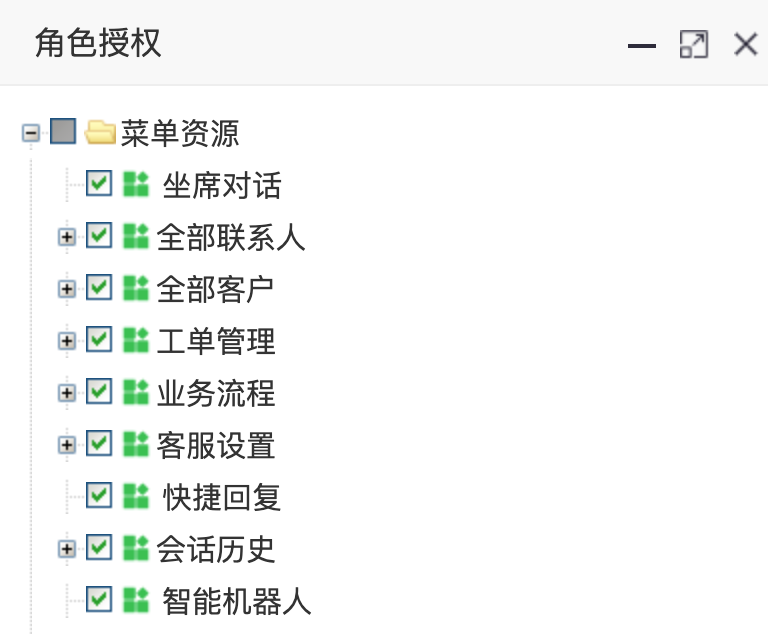 角色授权
菜单资源
坐席对话
全部联系人
全部客户
工单管理
业务流程
客服设置
快捷回复
会话历史
智能机器人